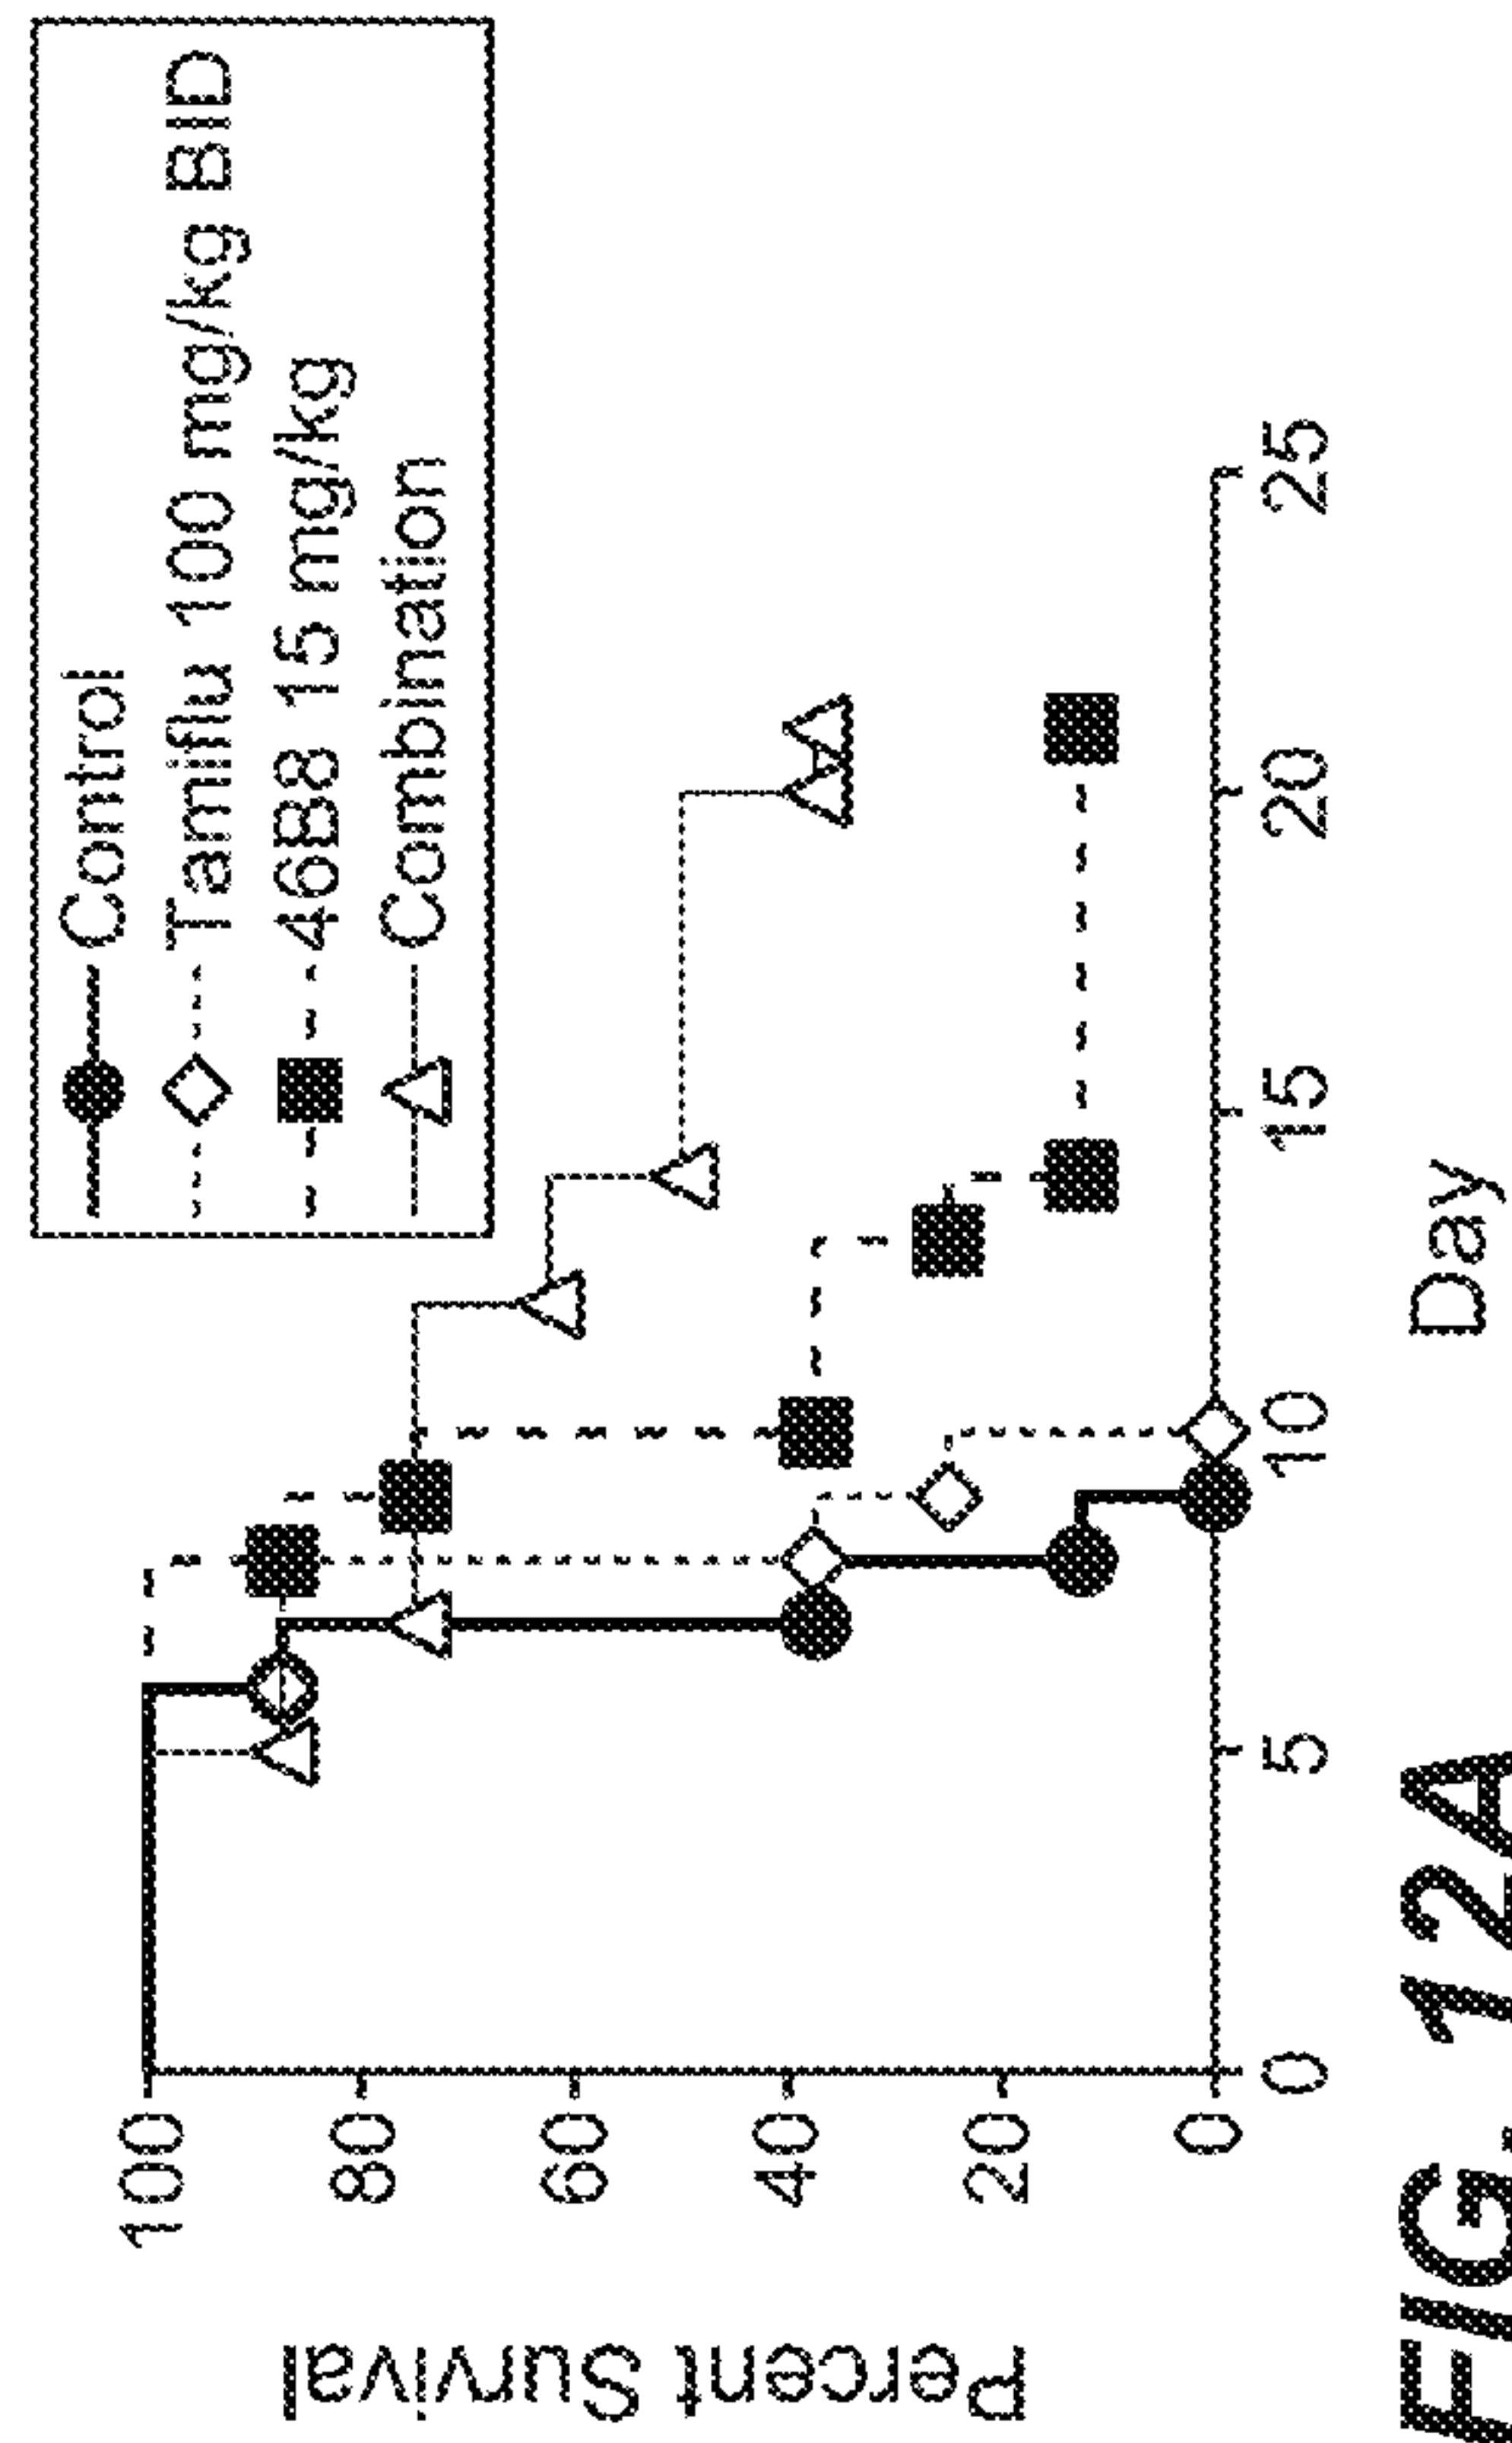 Control
Tamiflu 100 mg/kg BID
46B8 15 mg/kg
Combination
Percent Survival
100
80
60
40
20
0
0 5 10 15 20 25
Day
FIG. 12A